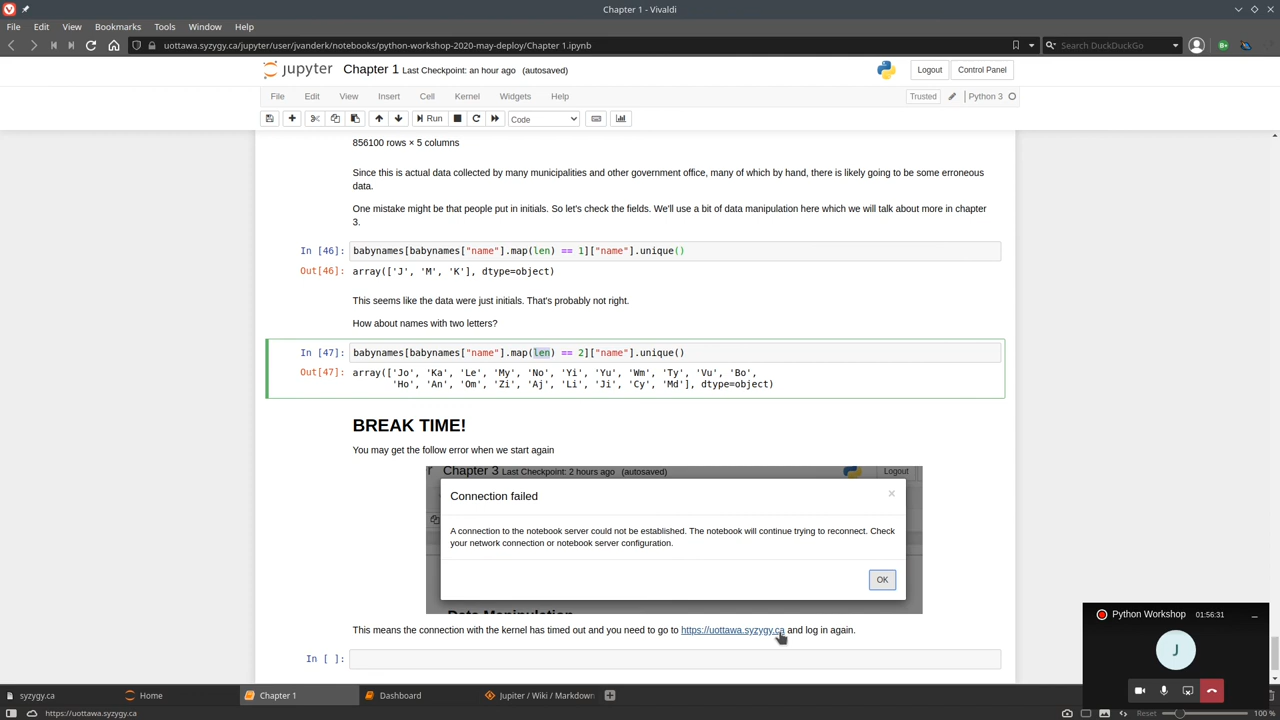 Chapter 1 - Vivaldi
File Edit View Bookmarks Tools Window Help
uottawa.syzygy.ca/jupyter/user/jvanderk/notebooks/python-workshop-2020-may-deploy/Chapter 1.ipynb
Search DuckDuckGo
jupyter Chapter 1 Last Checkpoint: an hour ago (autosaved)
Logout Control Panel
File Edit View Insert Cell Kernel Widgets Help
Trusted Python 3
Run Code
856100 rows × 5 columns
Since this is actual data collected by many municipalities and other government office, many of which by hand, there is likely going to be some erroneous
data.
One mistake might be that people put in initials. So let's check the fields. We'll use a bit of data manipulation here which we will talk about more in chapter
3.
In [46]: babynames[babynames["name"].map(len) == 1]["name"].unique()
Out[46]: array(['J', 'M', 'K'], dtype=object)
This seems like the data were just initials. That's probably not right.
How about names with two letters?
In [47]: babynames[babynames["name"].map(len) == 2]["name"].unique()
Out[47]: array(['Jo', 'Ka', 'Le', 'My', 'No', 'Yi', 'Yu', 'Wm', 'Ty', 'Vu', 'Bo',
'Ho', 'An', 'Om', 'Zi', 'Aj', 'Li', 'Ji', 'Cy', 'Md'], dtype=object)
BREAK TIME!
You may get the follow error when we start again
r Chapter 3 Last Checkpoint: 2 hours ago (autosaved)
Logout
Connection failed ×
A connection to the notebook server could not be established. The notebook will continue trying to reconnect. Check
your network connection or notebook server configuration.
OK
Data Manipulation
This means the connection with the kernel has timed out and you need to go to https://uottawa.syzygy.ca and log in again.
In [ ]:
Python Workshop 01:56:31
J
syzygy.ca Home Chapter 1 Dashboard Jupiter / Wiki / Markdown
https://uottawa.syzygy.ca
Reset 100 %